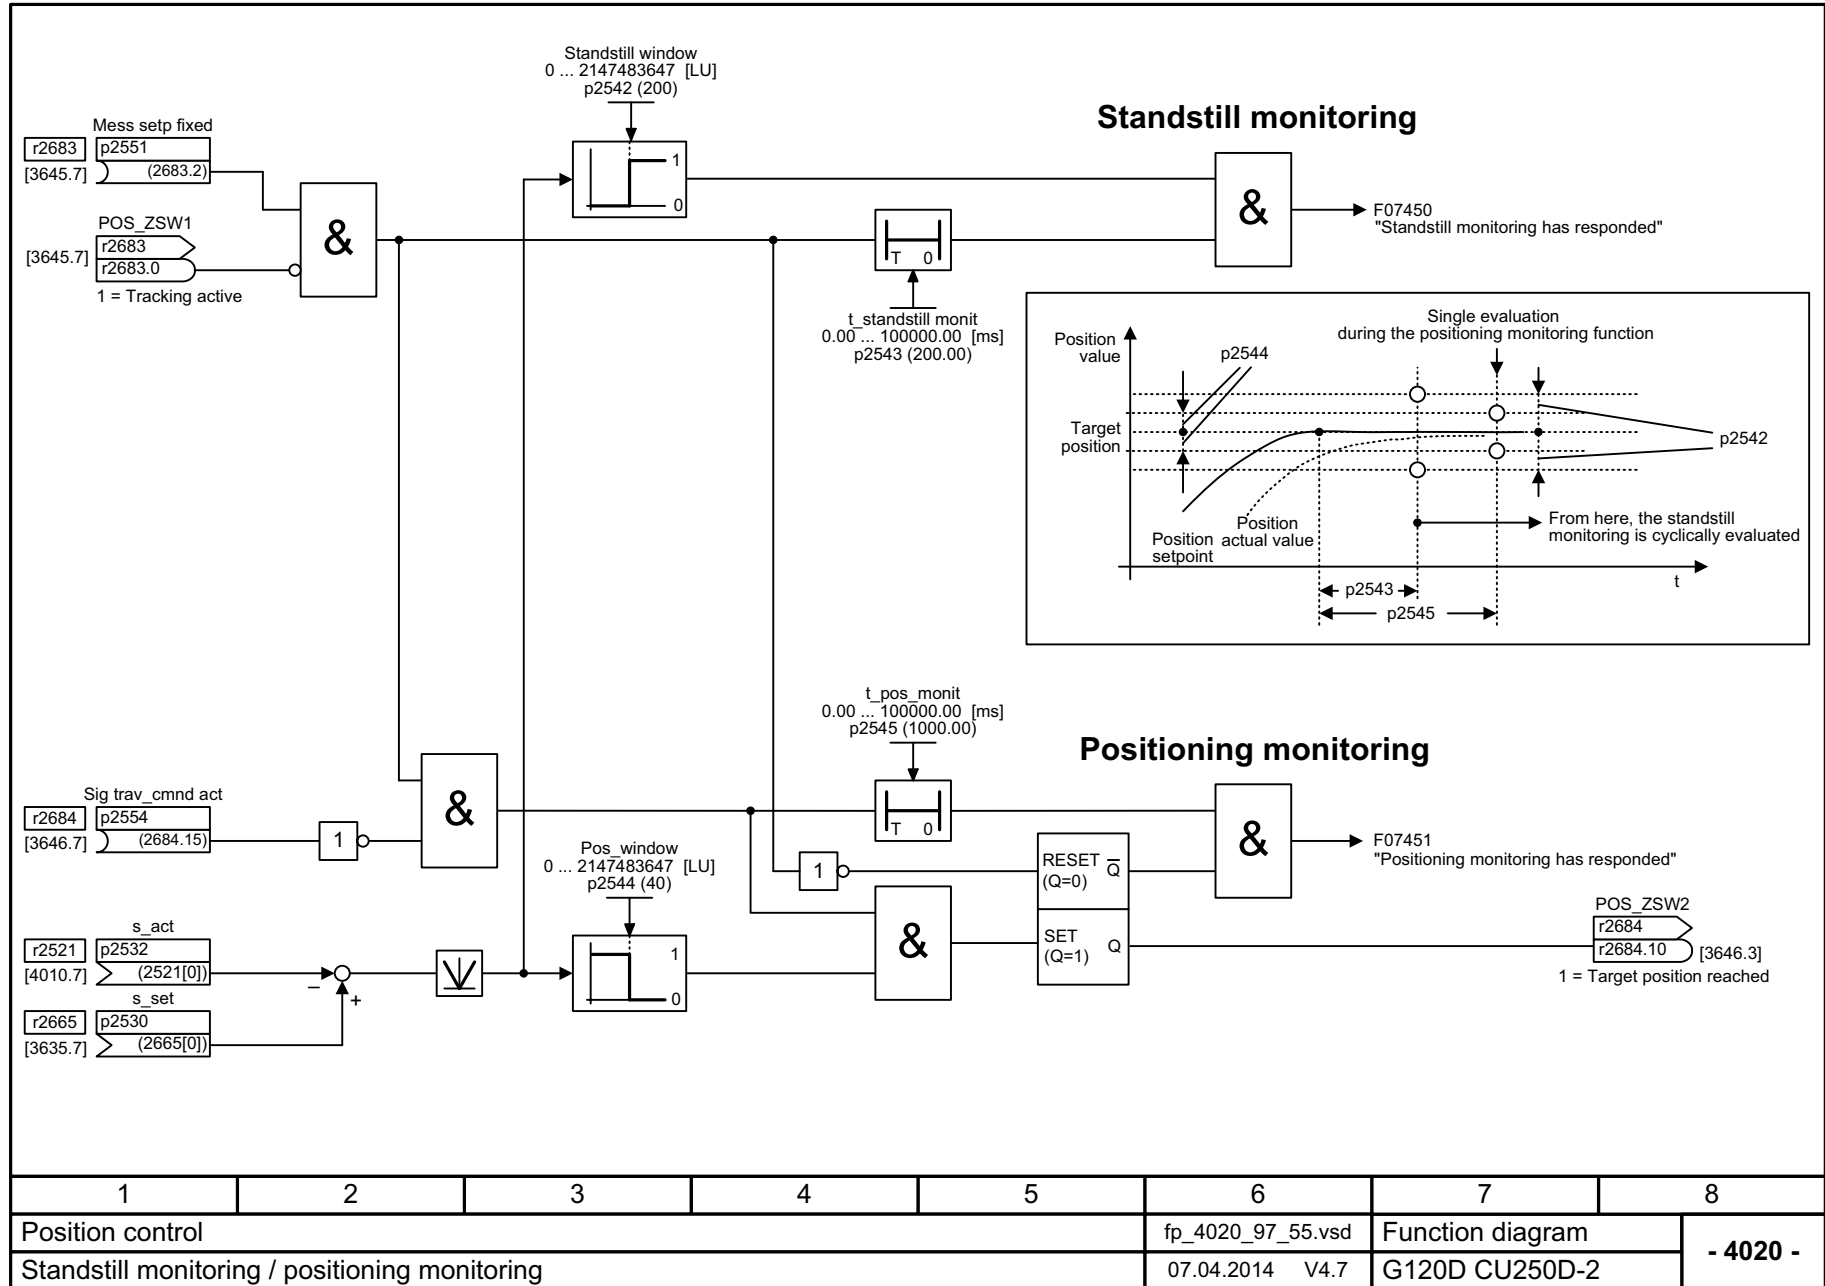 Standstill window
0 ... 2147483647 [LU]
p2542 (200)
Standstill monitoring
Mess setp fixed
r2683
p2551
[3645.7]
(2683.2)
1
0
&
&
POS_ZSW1
r2683
[3645.7]
r2683.0
1 = Tracking active
T 0
F07450
"Standstill monitoring has responded"
t_standstill monit
0.00 ... 100000.00 [ms]
p2543 (200.00)
Single evaluation
during the positioning monitoring function
Position
value
p2544
Target
position
p2542
Position
setpoint
Position
actual value
From here, the standstill
monitoring is cyclically evaluated
t
p2543
p2545
t_pos_monit
0.00 ... 100000.00 [ms]
p2545 (1000.00)
Positioning monitoring
Sig trav_cmnd act
r2684
p2554
[3646.7]
(2684.15)
1
&
T 0
&
F07451
"Positioning monitoring has responded"
Pos_window
0 ... 2147483647 [LU]
p2544 (40)
1
RESET Q̅
(Q=0)
SET Q
(Q=1)
&
POS_ZSW2
r2684
r2684.10
[3646.3]
1 = Target position reached
s_act
r2521
p2532
[4010.7]
(2521[0])
–
+
1
0
s_set
r2665
p2530
[3635.7]
(2665[0])
1 2 3 4 5 6 7 8
Position control
fp_4020_97_55.vsd
Function diagram
- 4020 -
Standstill monitoring / positioning monitoring
07.04.2014 V4.7
G120D CU250D-2